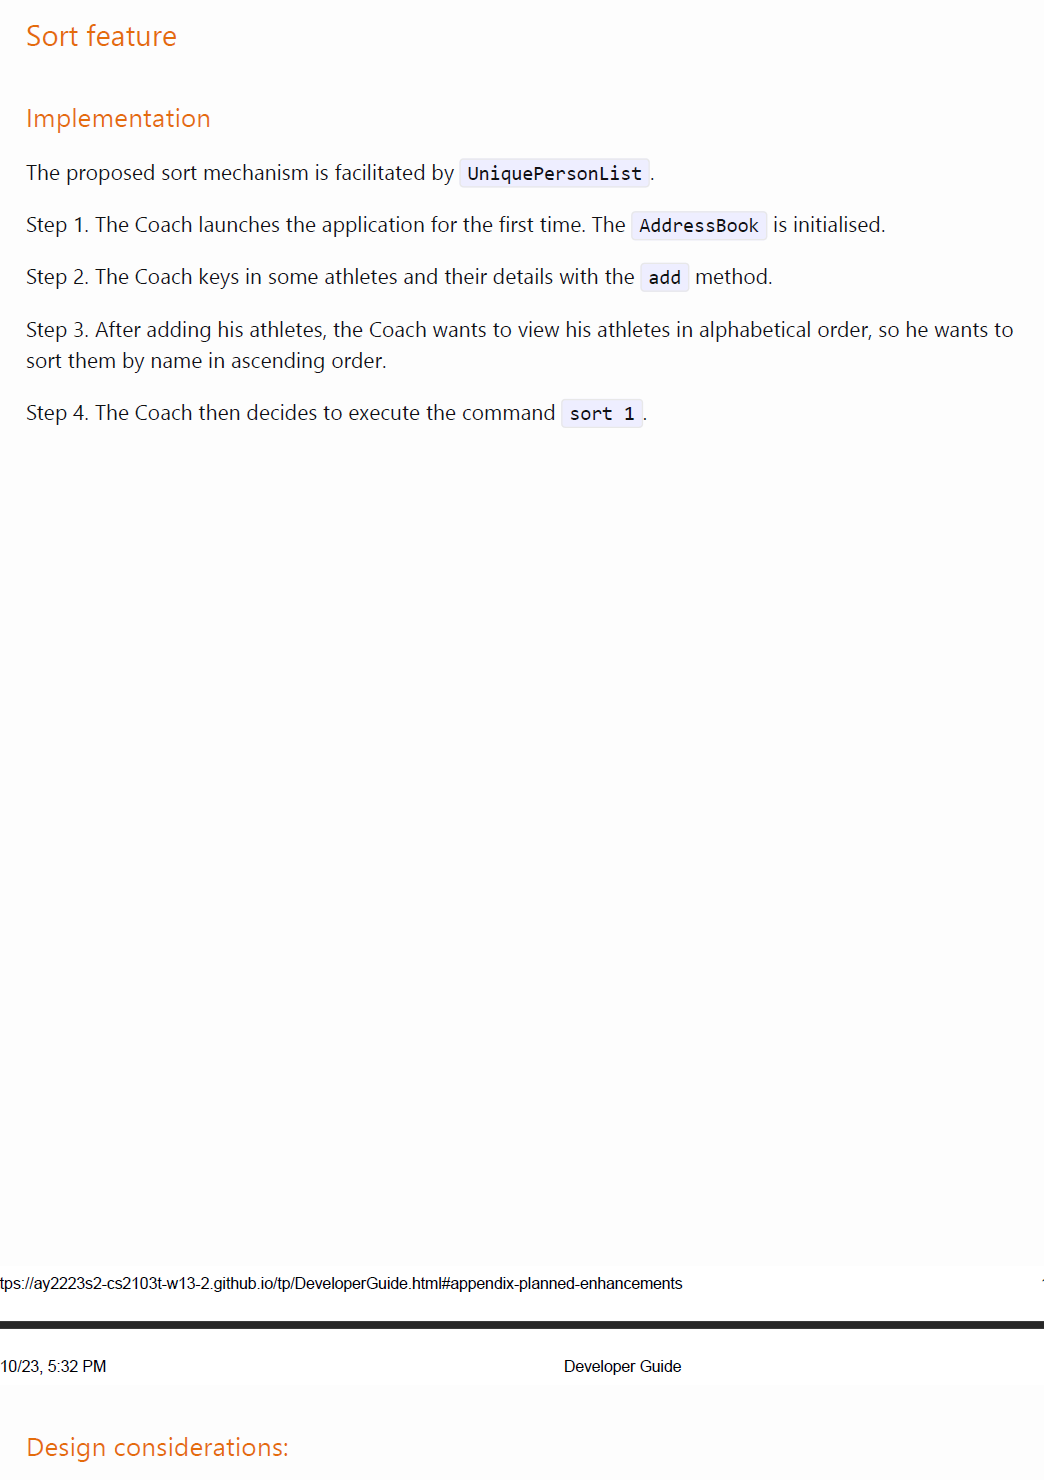 Sort feature
Implementation
The proposed sort mechanism is facilitated by UniquePersonList.
Step 1. The Coach launches the application for the first time. The AddressBook is initialised.
Step 2. The Coach keys in some athletes and their details with the add method.
Step 3. After adding his athletes, the Coach wants to view his athletes in alphabetical order, so he wants to
sort them by name in ascending order.
Step 4. The Coach then decides to execute the command sort 1.
tps://ay2223s2-cs2103t-w13-2.github.io/tp/DeveloperGuide.html#appendix-planned-enhancements
10/23, 5:32 PM Developer Guide
Design considerations: